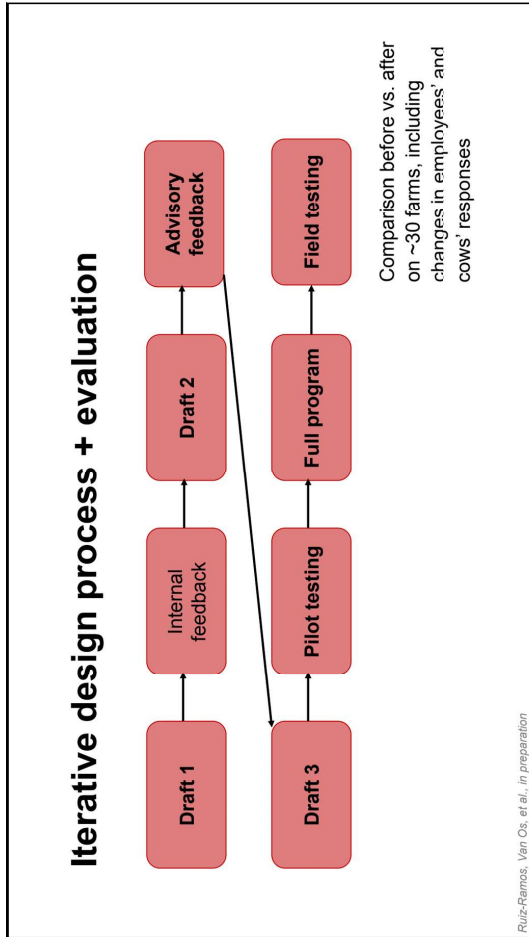 Iterative design process + evaluation
Draft 1
Internal
feedback
Draft 2
Advisory
feedback
Draft 3
Pilot testing
Full program
Field testing
Comparison before vs. after
on ~30 farms, including
changes in employees' and
cows' responses
Ruiz-Ramos, Van Os, et al., in preparation